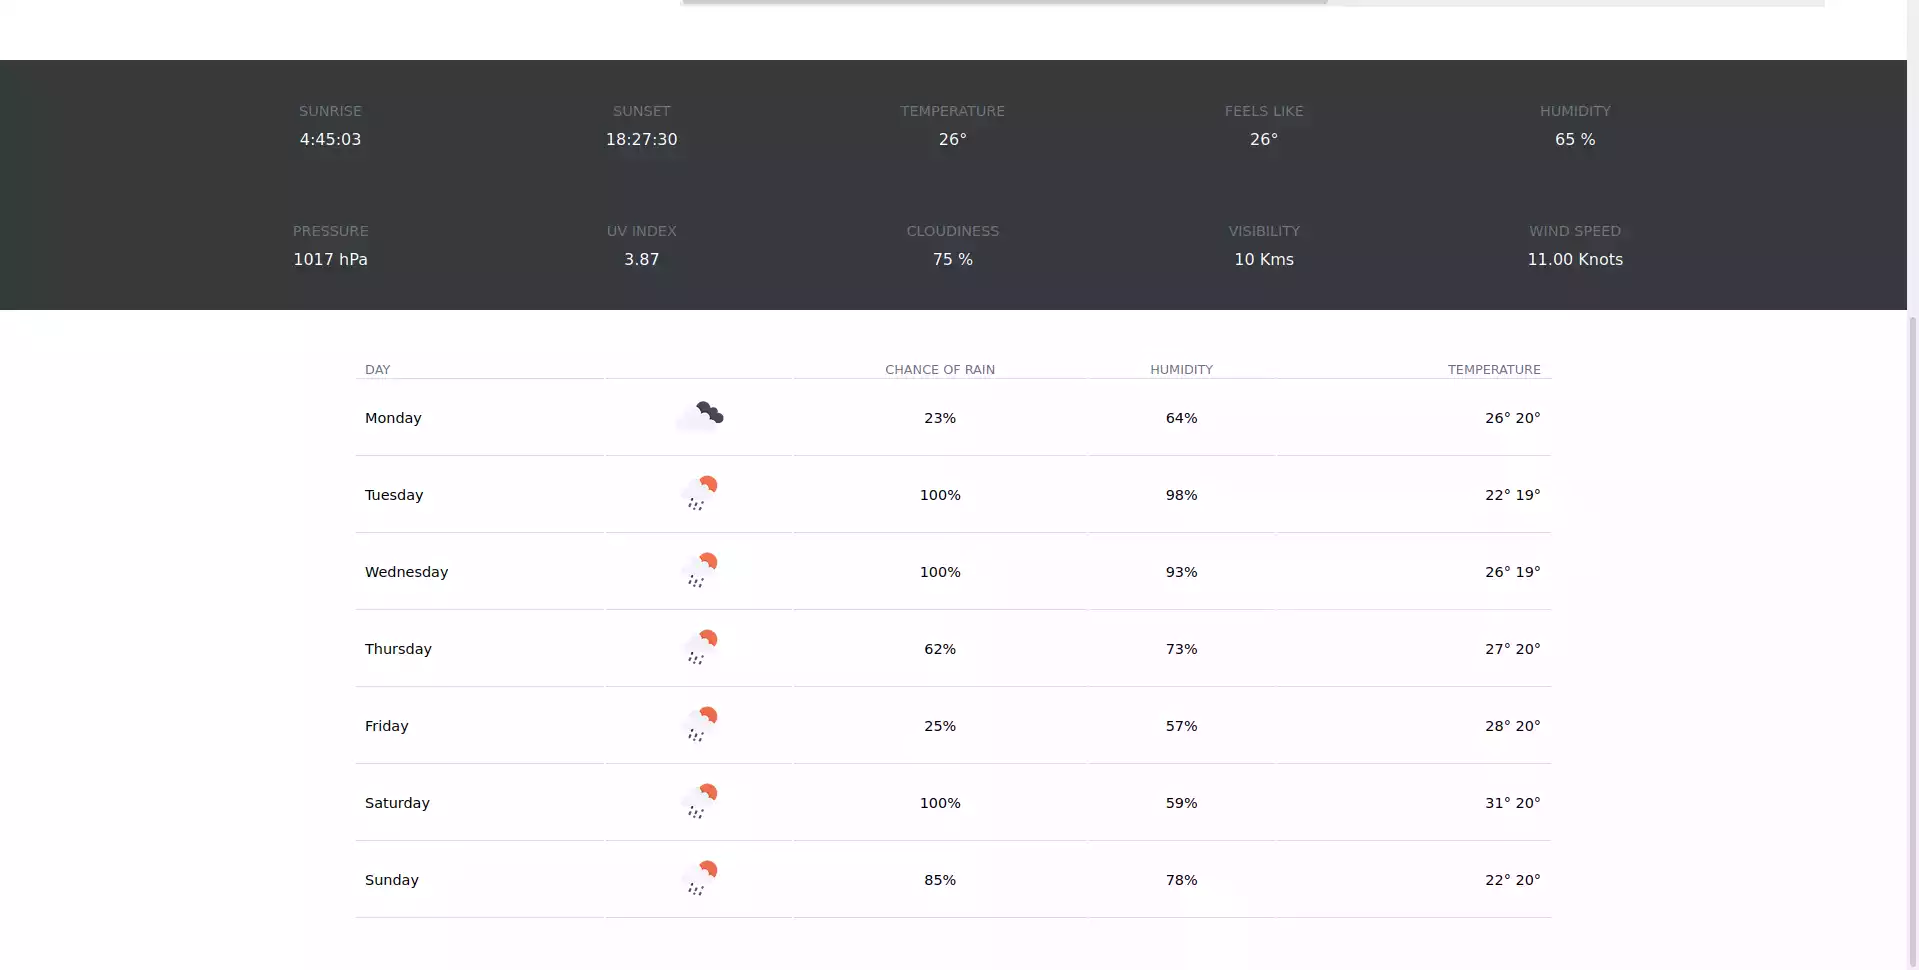 SUNRISE SUNSET TEMPERATURE FEELS LIKE HUMIDITY
4:45:03 18:27:30 26° 26° 65 %
PRESSURE UV INDEX CLOUDINESS VISIBILITY WIND SPEED
1017 hPa 3.87 75 % 10 Kms 11.00 Knots
DAY CHANCE OF RAIN HUMIDITY TEMPERATURE
Monday 23% 64% 26° 20°
Tuesday 100% 98% 22° 19°
Wednesday 100% 93% 26° 19°
Thursday 62% 73% 27° 20°
Friday 25% 57% 28° 20°
Saturday 100% 59% 31° 20°
Sunday 85% 78% 22° 20°